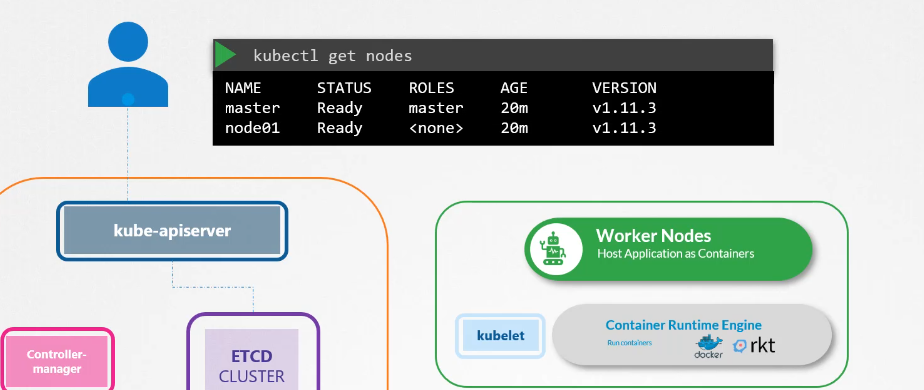 kubectl get nodes
NAME STATUS ROLES AGE VERSION
master Ready master 20m v1.11.3
node01 Ready <none> 20m v1.11.3
kube-apiserver
Worker Nodes
Host Application as Containers
kubelet
Container Runtime Engine
Run containers
docker
rkt
Controller-
manager
ETCD
CLUSTER